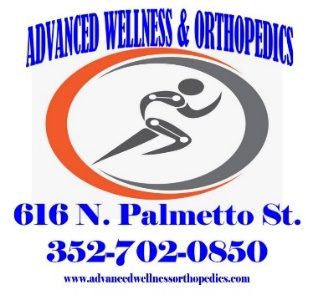 ADVANCED WELLNESS & ORTHOPEDICS
616 N. Palmetto St.
352-702-0850
www.advancedwellnessorthopedics.com